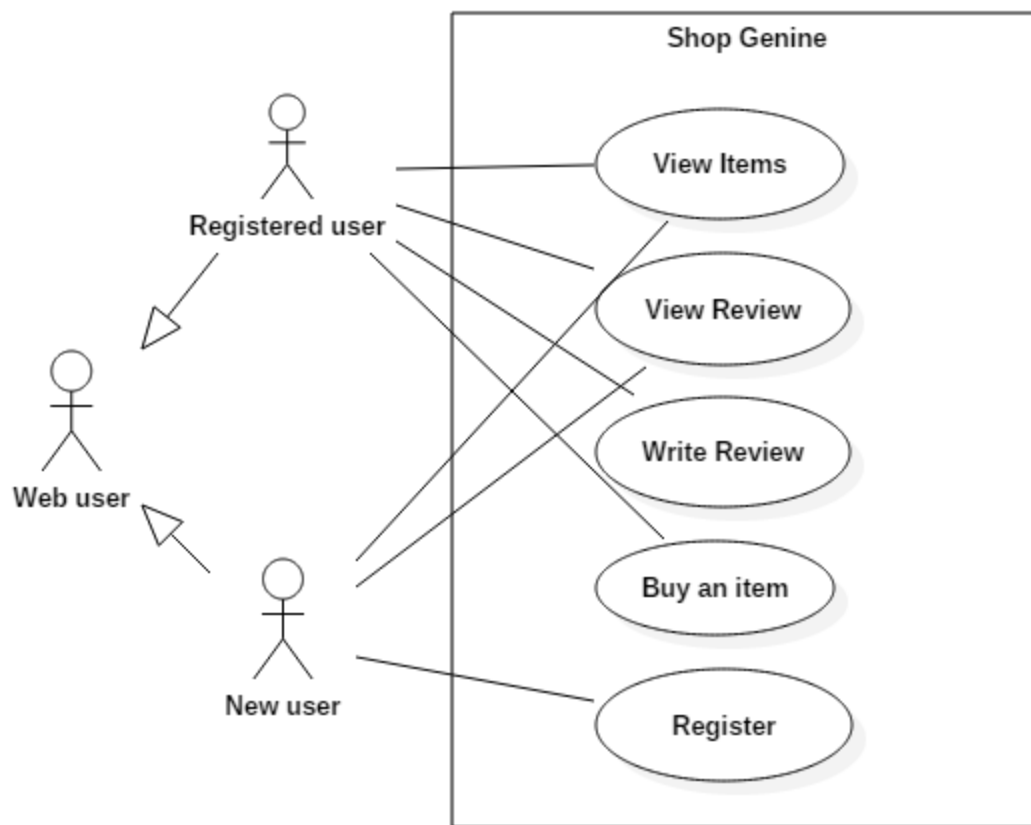 Shop Genine
View Items
Registered user
View Review
Write Review
Web user
Buy an item
New user
Register